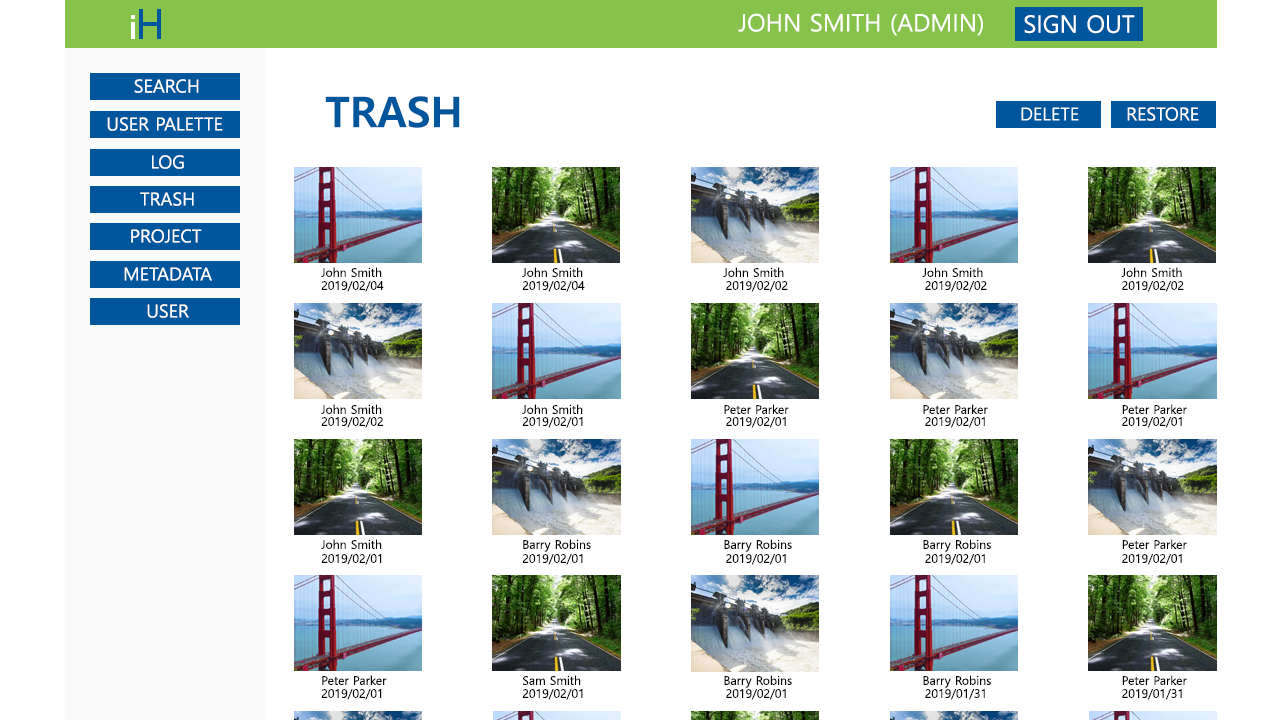 iH
JOHN SMITH (ADMIN)
SIGN OUT
SEARCH
USER PALETTE
LOG
TRASH
PROJECT
METADATA
USER
TRASH
DELETE
RESTORE
John Smith
2019/02/04
John Smith
2019/02/04
John Smith
2019/02/02
John Smith
2019/02/02
John Smith
2019/02/02
John Smith
2019/02/02
John Smith
2019/02/01
Peter Parker
2019/02/01
Peter Parker
2019/02/01
Peter Parker
2019/02/01
John Smith
2019/02/01
Barry Robins
2019/02/01
Barry Robins
2019/02/01
Barry Robins
2019/02/01
Peter Parker
2019/02/01
Peter Parker
2019/02/01
Sam Smith
2019/02/01
Barry Robins
2019/02/01
Barry Robins
2019/01/31
Peter Parker
2019/01/31